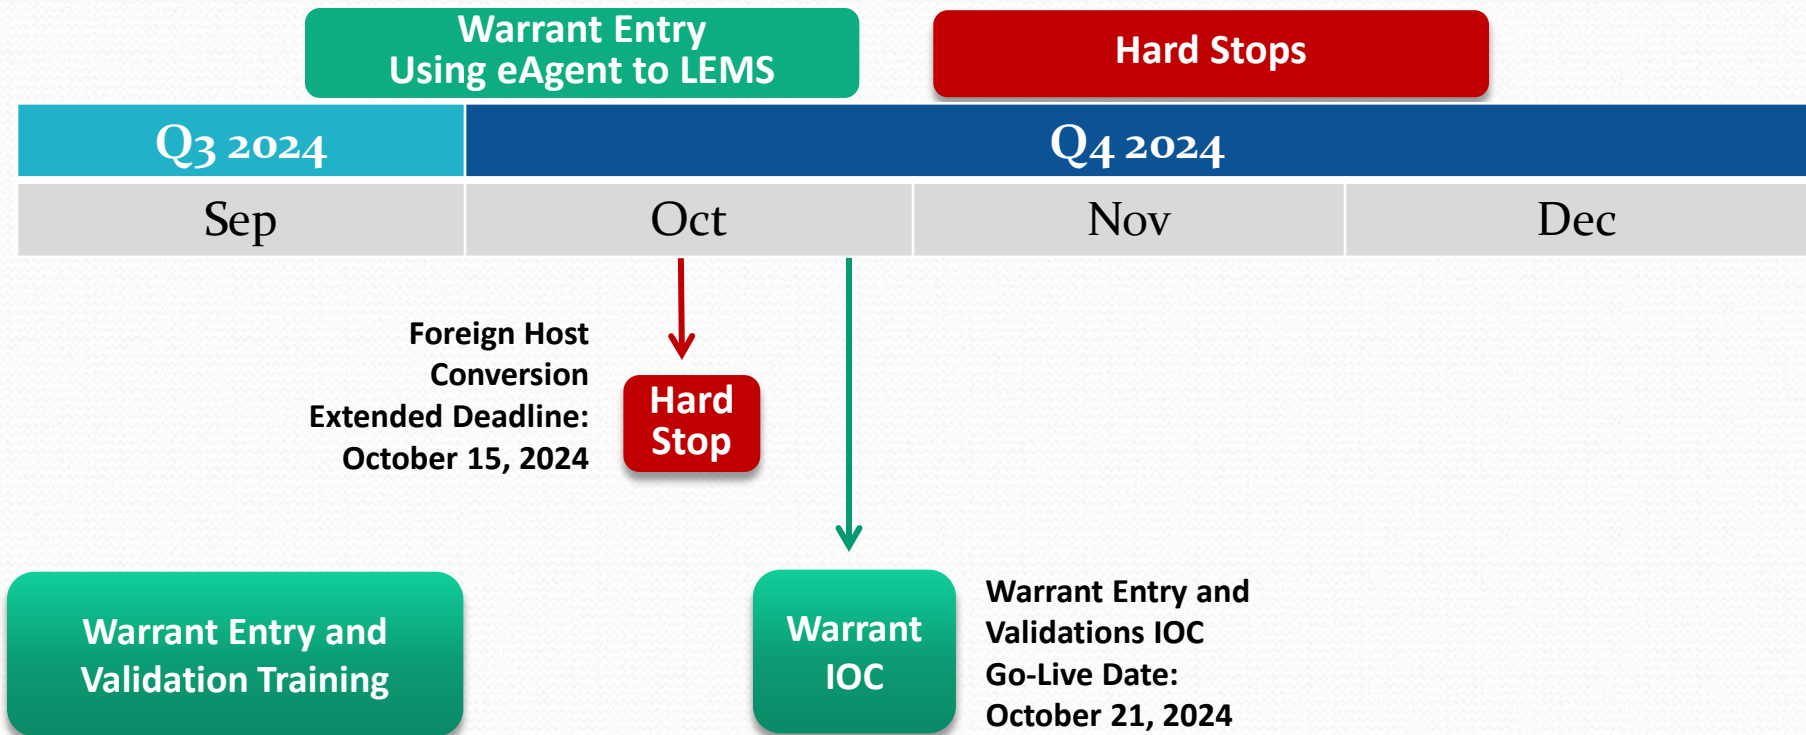 Warrant Entry
Using eAgent to LEMS
Hard Stops
Q3 2024
Q4 2024
Sep
Oct
Nov
Dec
Foreign Host
Conversion
Extended Deadline:
October 15, 2024
Hard
Stop
Warrant Entry and
Validation Training
Warrant
IOC
Warrant Entry and
Validations IOC
Go-Live Date:
October 21, 2024